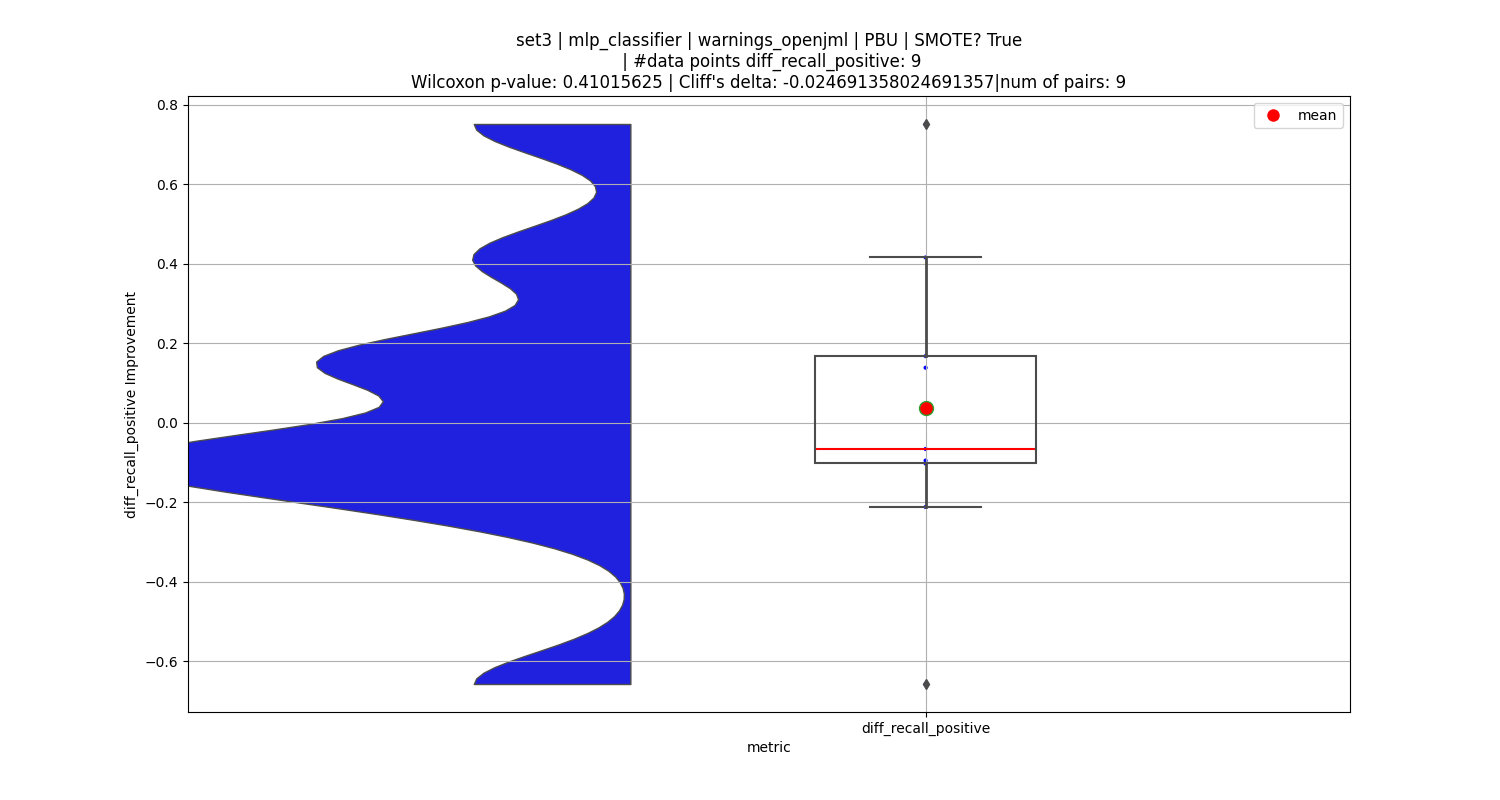 set3 | mlp_classifier | warnings_openjml | PBU | SMOTE? True
| #data points diff_recall_positive: 9
Wilcoxon p-value: 0.41015625 | Cliff's delta: -0.024691358024691357|num of pairs: 9
mean
0.8
0.6
0.4
0.2
0.0
−0.2
−0.4
−0.6
diff_recall_positive Improvement
diff_recall_positive
metric